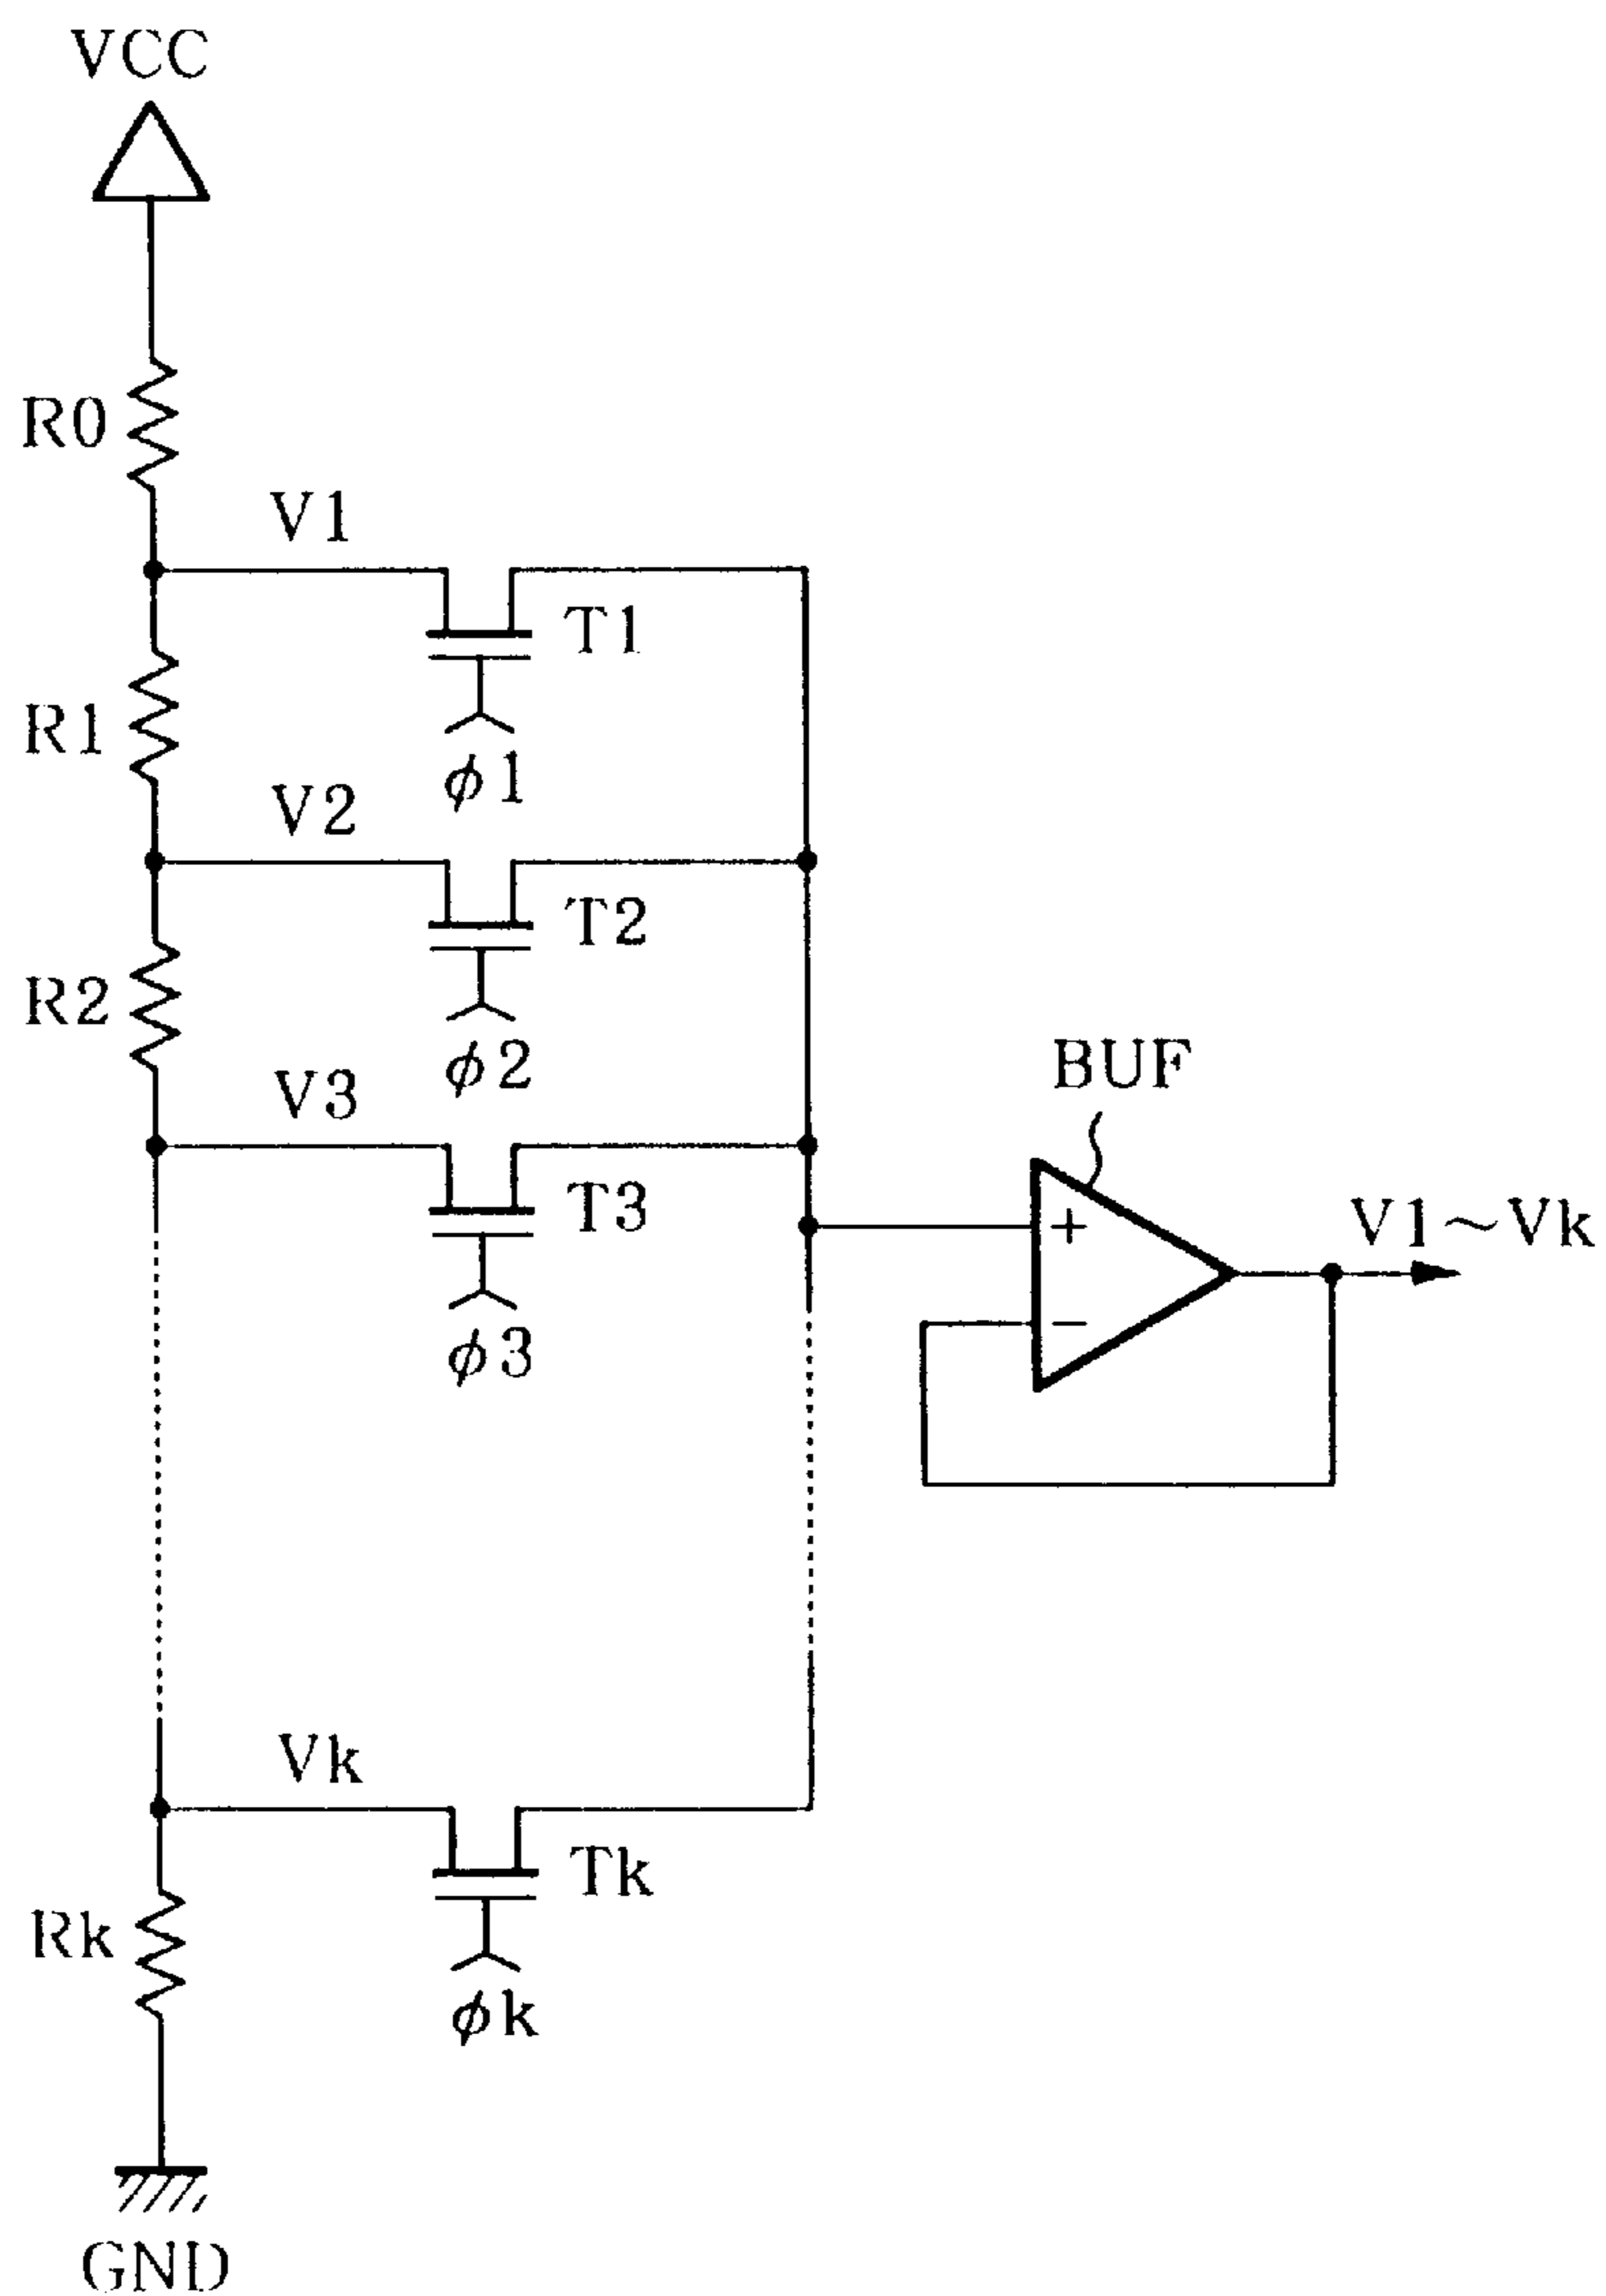 VCC
R0
V1
T1
R1
ϕ1
V2
T2
R2
ϕ2
V3
BUF
T3
+
V1~Vk
−
ϕ3
Vk
Tk
Rk
ϕk
GND